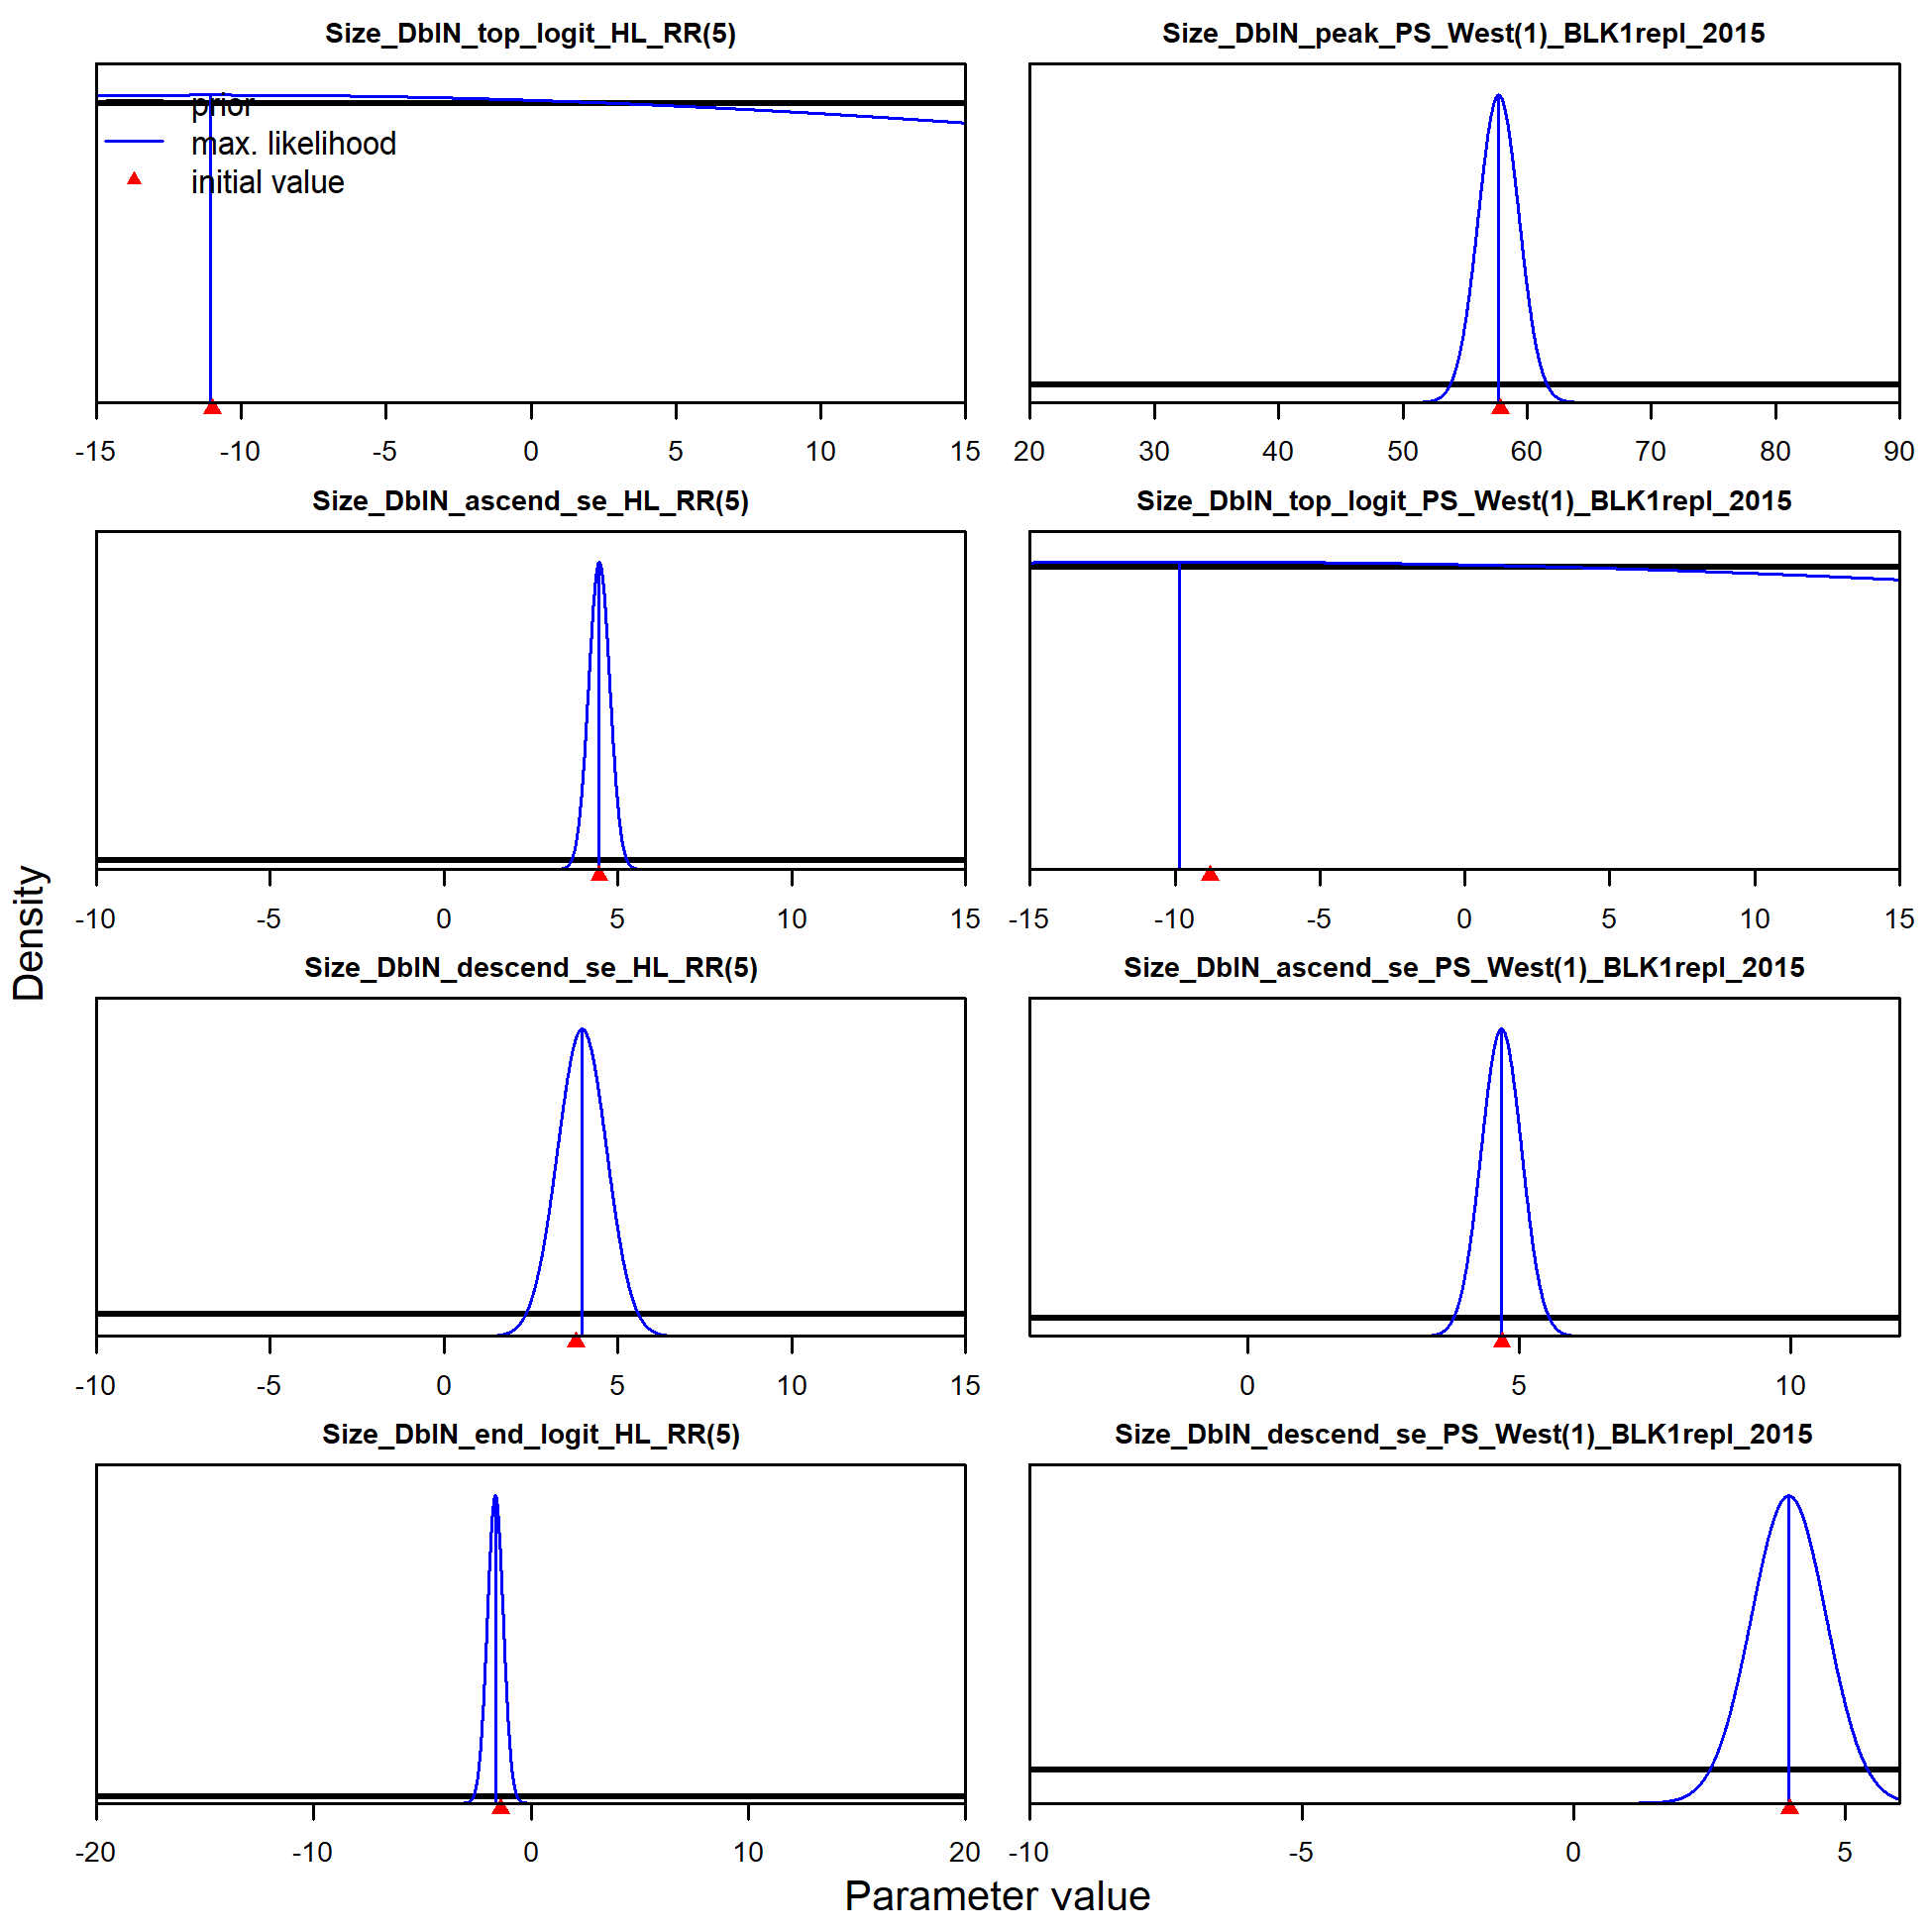 Size_DblN_top_logit_HL_RR(5)
prior
max. likelihood
initial value
-15 -10 -5 0 5 10 15
Size_DblN_peak_PS_West(1)_BLK1repl_2015
20 30 40 50 60 70 80 90
Size_DblN_ascend_se_HL_RR(5)
-10 -5 0 5 10 15
Size_DblN_top_logit_PS_West(1)_BLK1repl_2015
-15 -10 -5 0 5 10 15
Size_DblN_descend_se_HL_RR(5)
-10 -5 0 5 10 15
Size_DblN_ascend_se_PS_West(1)_BLK1repl_2015
0 5 10
Size_DblN_end_logit_HL_RR(5)
-20 -10 0 10 20
Size_DblN_descend_se_PS_West(1)_BLK1repl_2015
-10 -5 0 5
Density
Parameter value